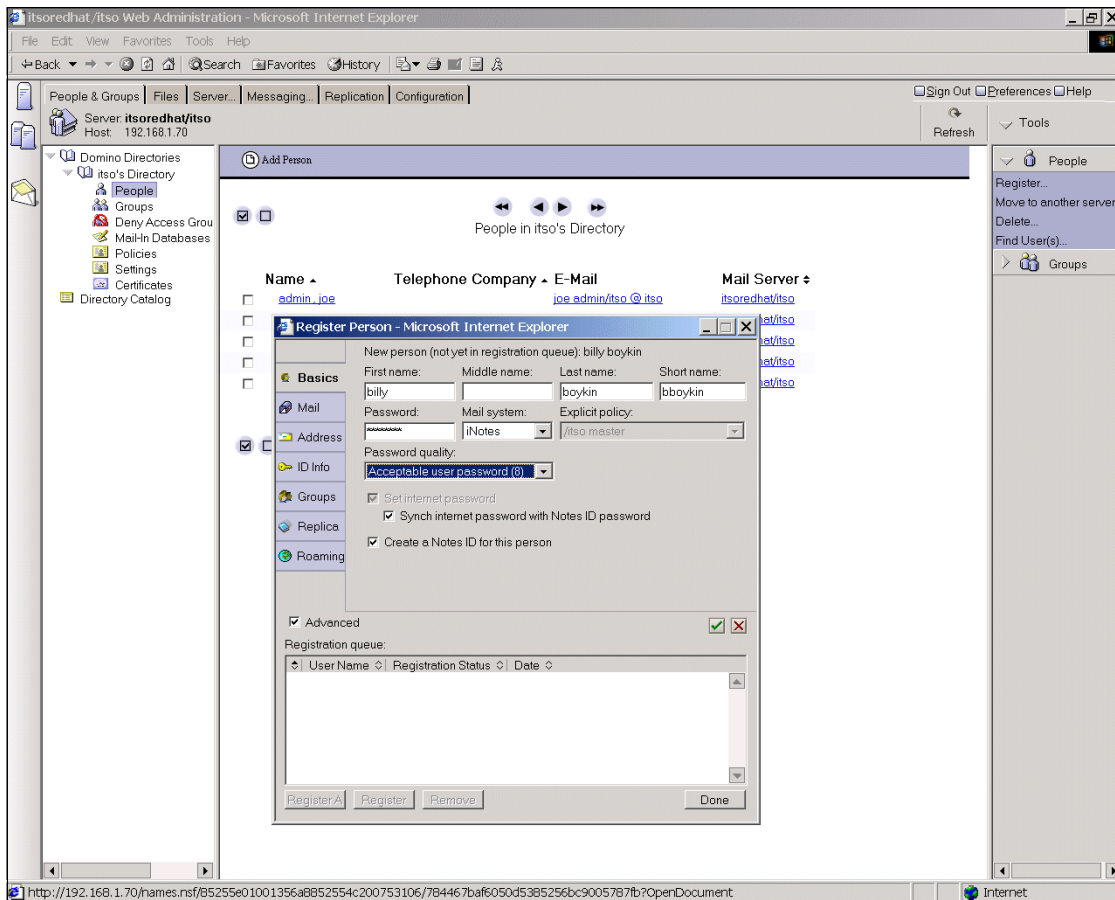 itsoredhat/itso Web Administration - Microsoft Internet Explorer
File Edit View Favorites Tools Help
Back Search Favorites History
People & Groups Files Server... Messaging... Replication Configuration Sign Out Preferences Help
Server: itsoredhat/itso
Host: 192.168.1.70
Refresh
Tools
Domino Directories
itso's Directory
People
Groups
Deny Access Grou
Mail-In Databases
Policies
Settings
Certificates
Directory Catalog
Add Person
People in itso's Directory
Name Telephone Company E-Mail Mail Server
admin, joe joe admin/itso @ itso itsoredhat/itso
hat/itso
hat/itso
hat/itso
hat/itso
People
Register...
Move to another server
Delete...
Find User(s)...
Groups
Register Person - Microsoft Internet Explorer
New person (not yet in registration queue): billy boykin
Basics
Mail
Address
ID Info
Groups
Replica
Roaming
First name: Middle name: Last name: Short name:
billy boykin bboykin
Password: Mail system: Explicit policy:
******** iNotes /itso master
Password quality:
Acceptable user password (8)
Set internet password
Synch internet password with Notes ID password
Create a Notes ID for this person
Advanced
Registration queue:
User Name Registration Status Date
Register A Register Remove Done
http://192.168.1.70/names.nsf/85255e01001356a8852554c200753106/784467baf6050d5385256bc9005787fb?OpenDocument Internet